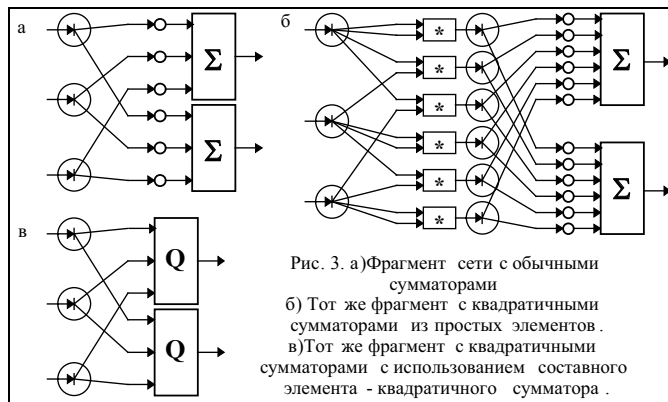 а
Σ
Σ
б
*
*
*
*
*
*
Σ
Σ
в
Q
Q
Рис. 3. а)Фрагмент сети с обычными
сумматорами
б) Тот же фрагмент с квадратичными
сумматорами из простых элементов.
в)Тот же фрагмент с квадратичными
сумматорами с использованием составного
элемента - квадратичного сумматора.